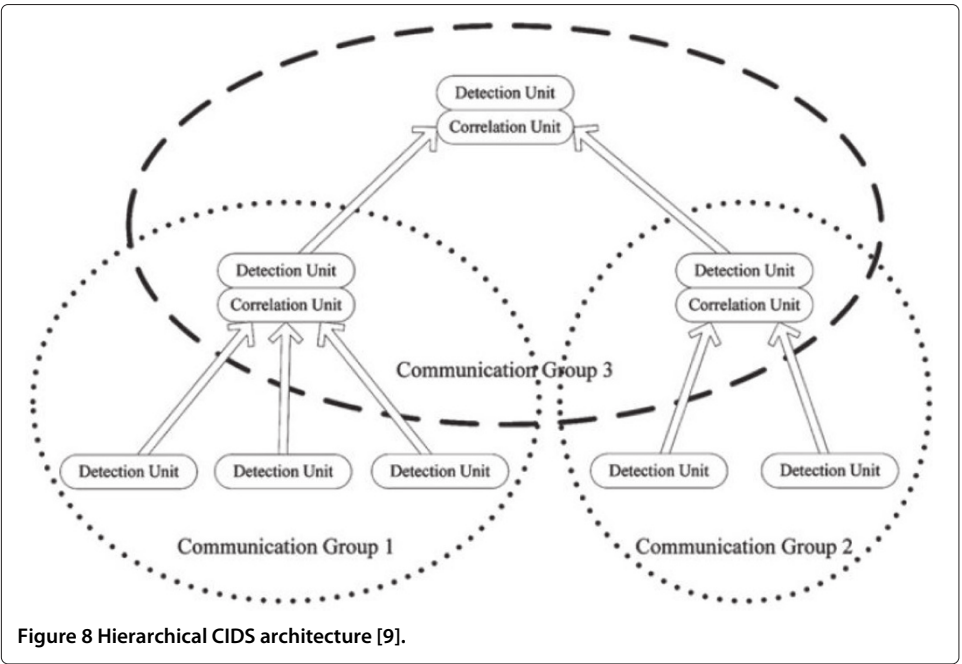 Detection Unit
Correlation Unit
Detection Unit
Correlation Unit
Detection Unit
Correlation Unit
Communication Group 3
Detection Unit
Detection Unit
Detection Unit
Detection Unit
Detection Unit
Communication Group 1
Communication Group 2
Figure 8 Hierarchical CIDS architecture [9].